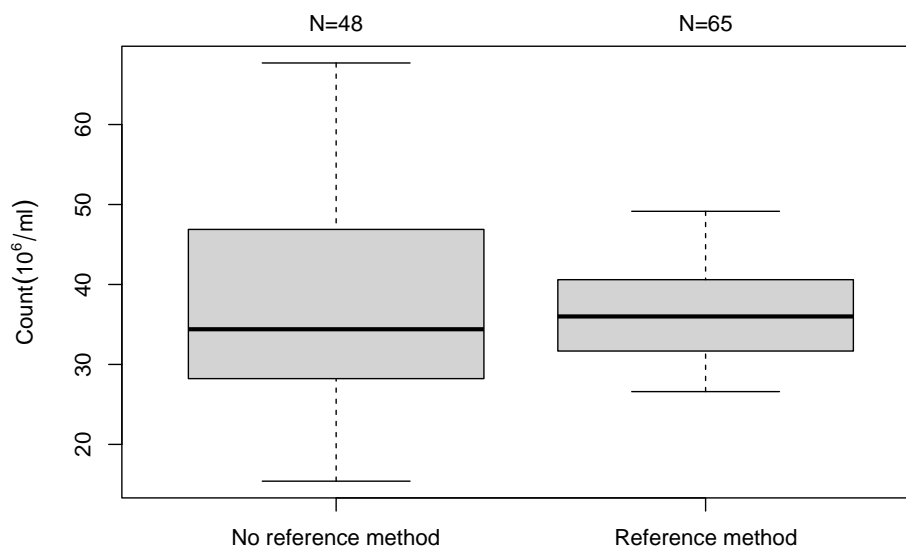 N=48 N=65
60
50
40
30
20
Count(10⁶/ml)
No reference method Reference method